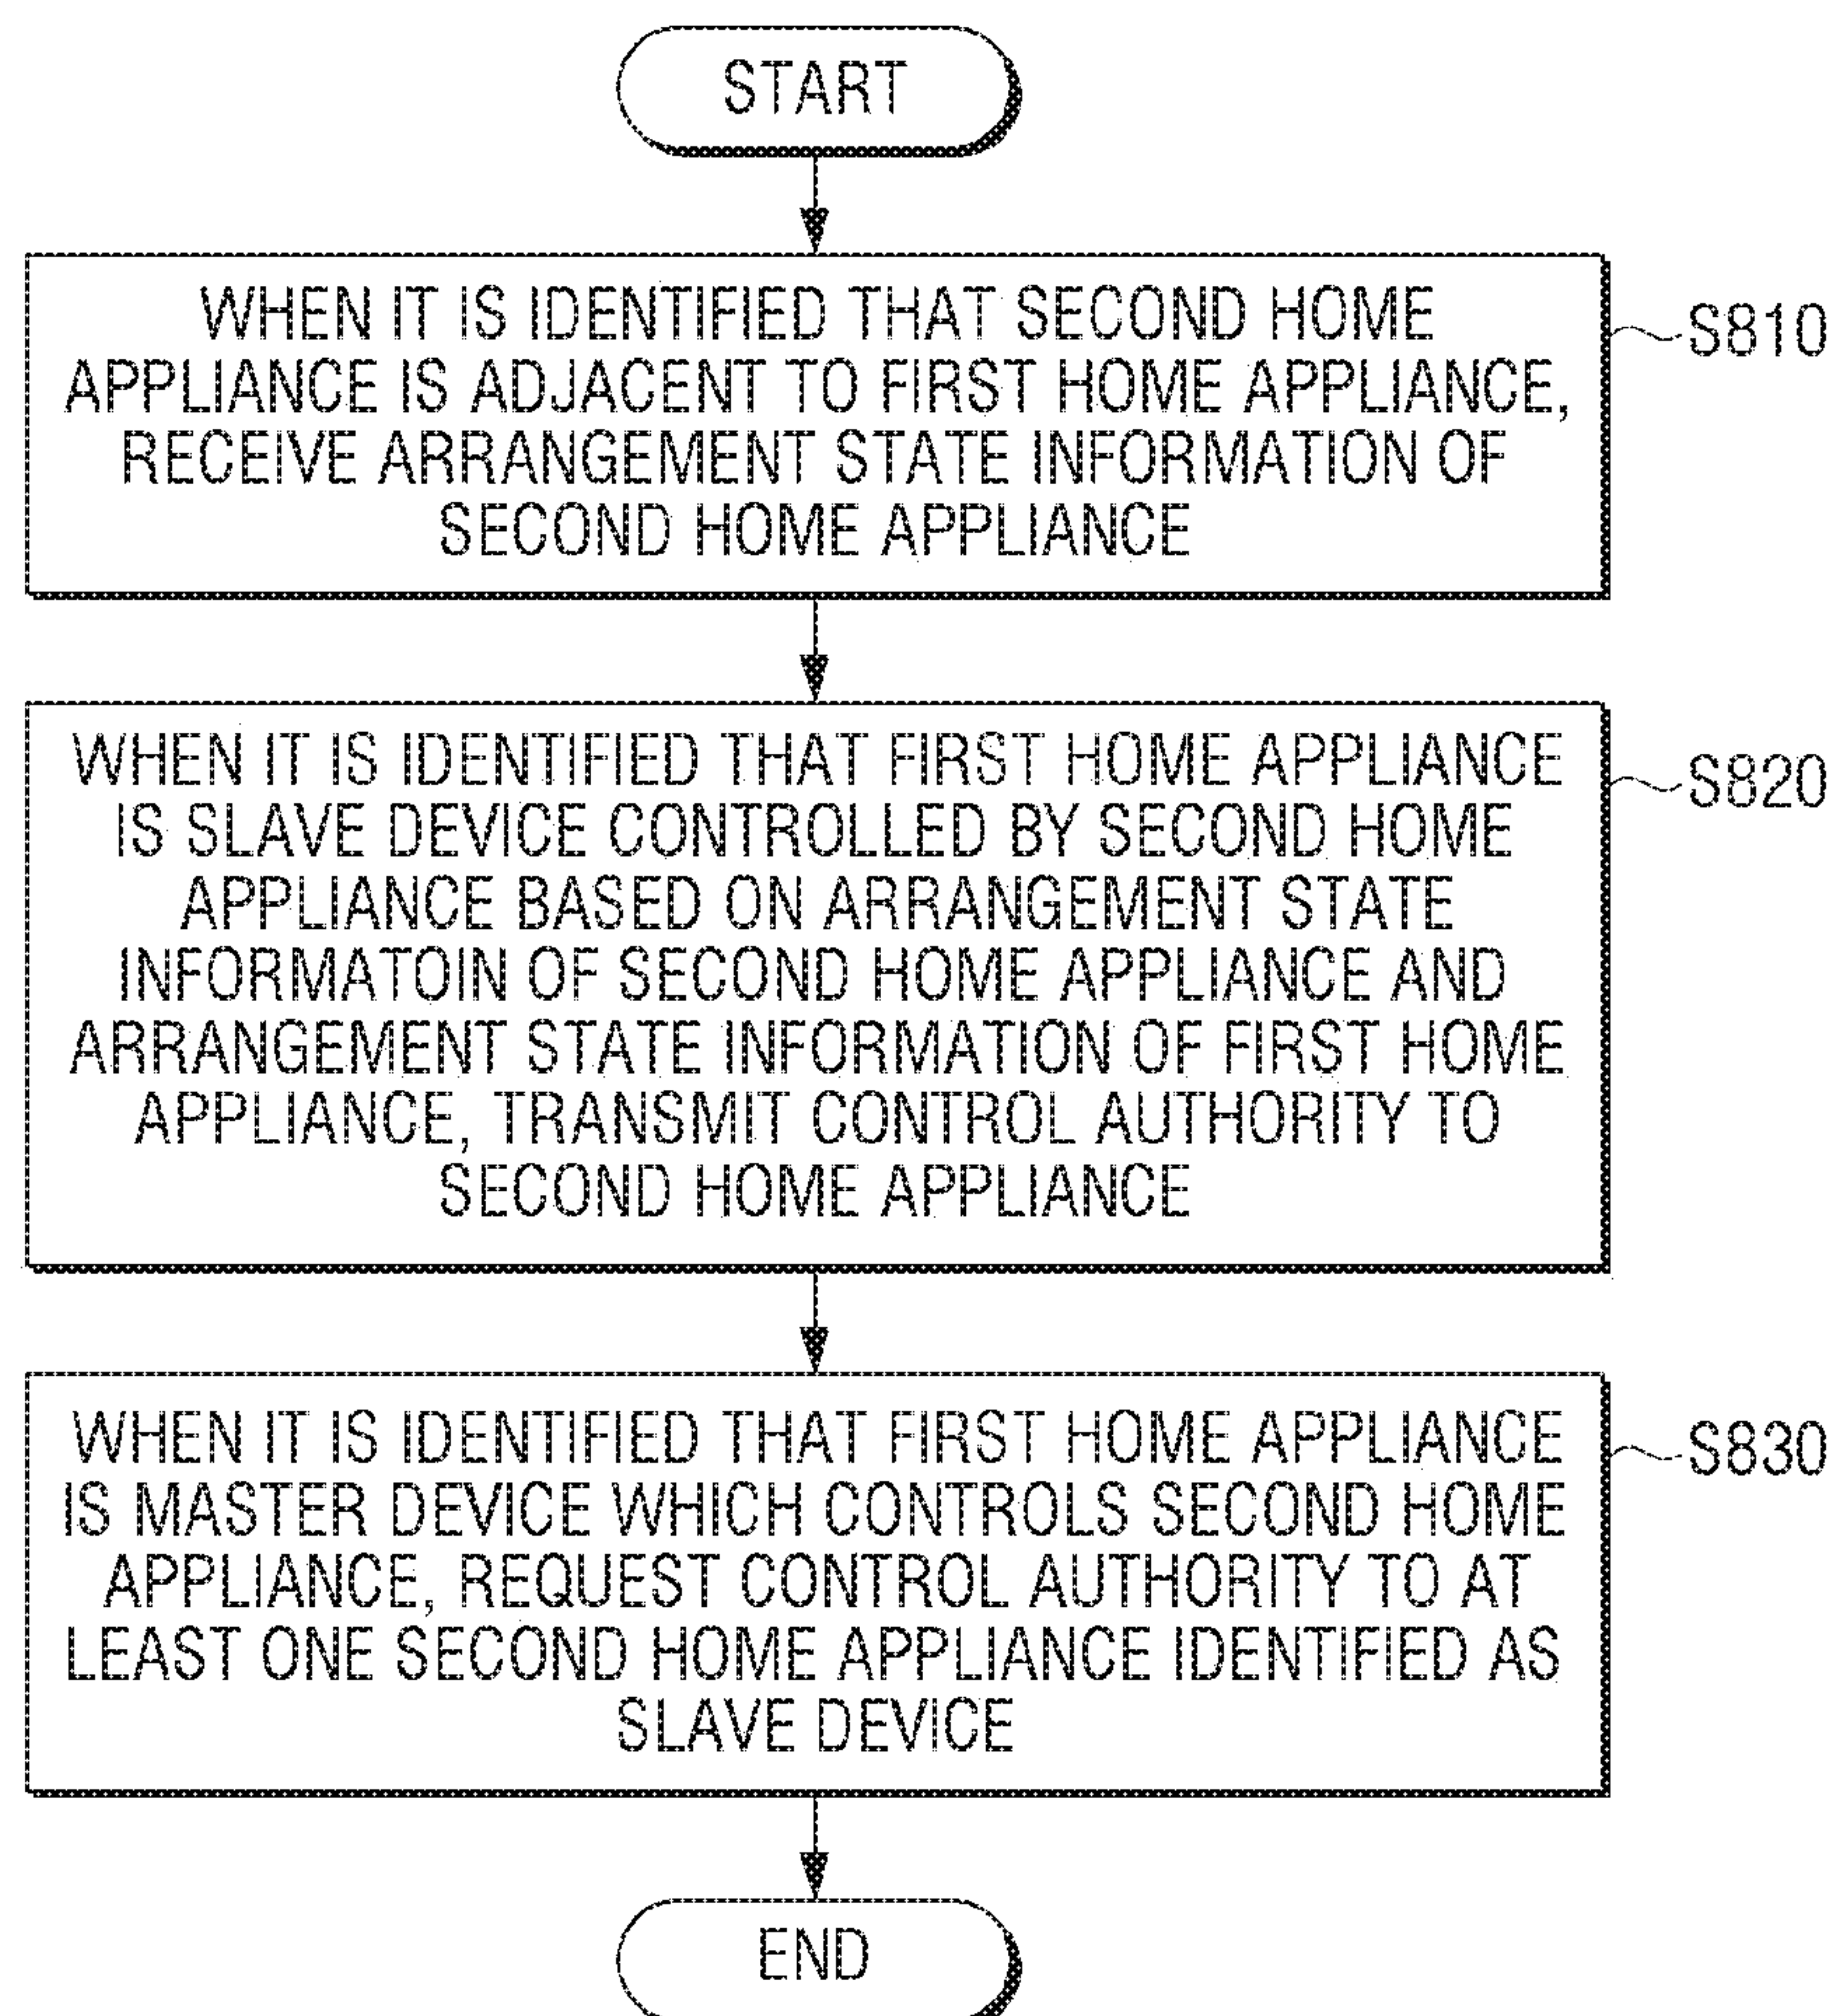 START
WHEN IT IS IDENTIFIED THAT SECOND HOME
APPLIANCE IS ADJACENT TO FIRST HOME APPLIANCE,
RECEIVE ARRANGEMENT STATE INFORMATION OF
SECOND HOME APPLIANCE
S810
WHEN IT IS IDENTIFIED THAT FIRST HOME APPLIANCE
IS SLAVE DEVICE CONTROLLED BY SECOND HOME
APPLIANCE BASED ON ARRANGEMENT STATE
INFORMATOIN OF SECOND HOME APPLIANCE AND
ARRANGEMENT STATE INFORMATION OF FIRST HOME
APPLIANCE, TRANSMIT CONTROL AUTHORITY TO
SECOND HOME APPLIANCE
S820
WHEN IT IS IDENTIFIED THAT FIRST HOME APPLIANCE
IS MASTER DEVICE WHICH CONTROLS SECOND HOME
APPLIANCE, REQUEST CONTROL AUTHORITY TO AT
LEAST ONE SECOND HOME APPLIANCE IDENTIFIED AS
SLAVE DEVICE
S830
END